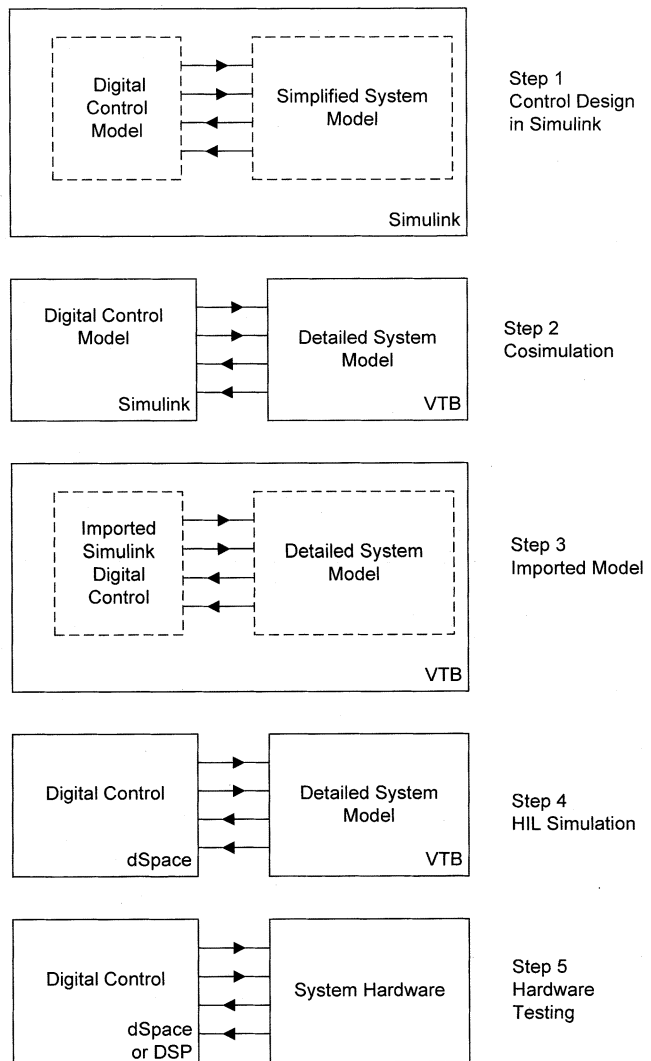 Digital
Control
Model
Simplified System
Model
Simulink
Step 1
Control Design
in Simulink
Digital Control
Model
Simulink
Detailed System
Model
VTB
Step 2
Cosimulation
Imported
Simulink
Digital
Control
Detailed System
Model
VTB
Step 3
Imported Model
Digital Control
dSpace
Detailed System
Model
VTB
Step 4
HIL Simulation
Digital Control
dSpace
or DSP
System Hardware
Step 5
Hardware
Testing